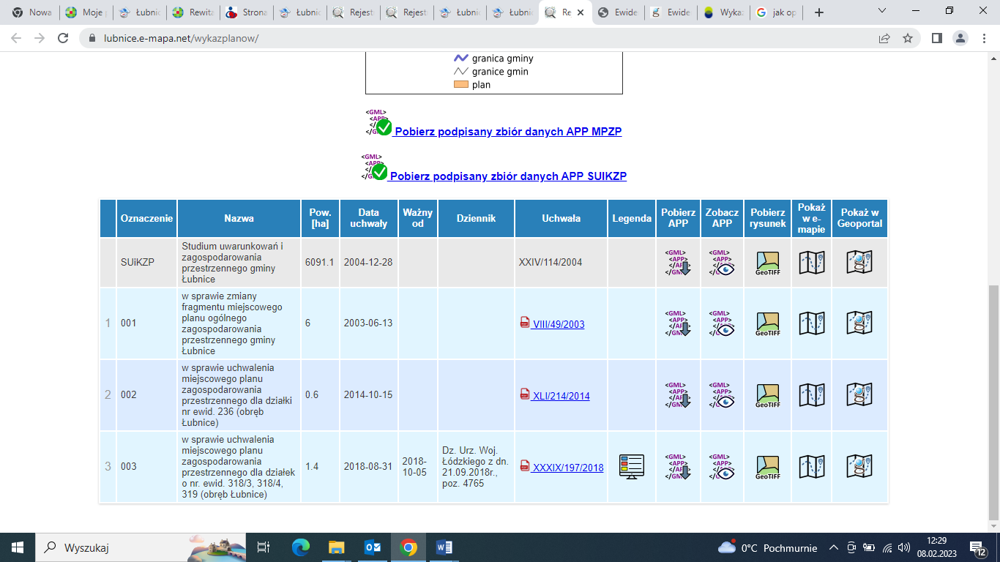 Nowa
Moje p
Łubnic
Rewita
Strona
Łubnic
Rejest
Rejest
Łubnic
Łubnic
Re
Ewide
Ewide
Wykaz
jak op
lubnice.e-mapa.net/wykazplanow/
granica gminy
granice gmin
plan
Pobierz podpisany zbiór danych APP MPZP
Pobierz podpisany zbiór danych APP SUIKZP
Oznaczenie
Nazwa
Pow.
[ha]
Data
uchwały
Ważny
od
Dziennik
Uchwała
Legenda
Pobierz
APP
Zobacz
APP
Pobierz
rysunek
Pokaż
w e-
mapie
Pokaż w
Geoportal
SUiKZP
Studium uwarunkowań i
zagospodarowania
przestrzennego gminy
Łubnice
6091.1
2004-12-28
XXIV/114/2004
GeoTIFF
1
001
w sprawie zmiany
fragmentu miejscowego
planu ogólnego
zagospodarowania
przestrzennego gminy
Łubnice
6
2003-06-13
VIII/49/2003
GeoTIFF
2
002
w sprawie uchwalenia
miejscowego planu
zagospodarowania
przestrzennego dla działki
nr ewid. 236 (obręb
Łubnice)
0.6
2014-10-15
XLI/214/2014
GeoTIFF
3
003
w sprawie uchwalenia
miejscowego planu
zagospodarowania
przestrzennego dla działek
o nr. ewid. 318/3, 318/4,
319 (obręb Łubnice)
1.4
2018-08-31
2018-
10-05
Dz. Urz. Woj.
Łódzkiego z dn.
21.09.2018r.,
poz. 4765
XXXIX/197/2018
GeoTIFF
Wyszukaj
0°C Pochmurnie
12:29
08.02.2023
12